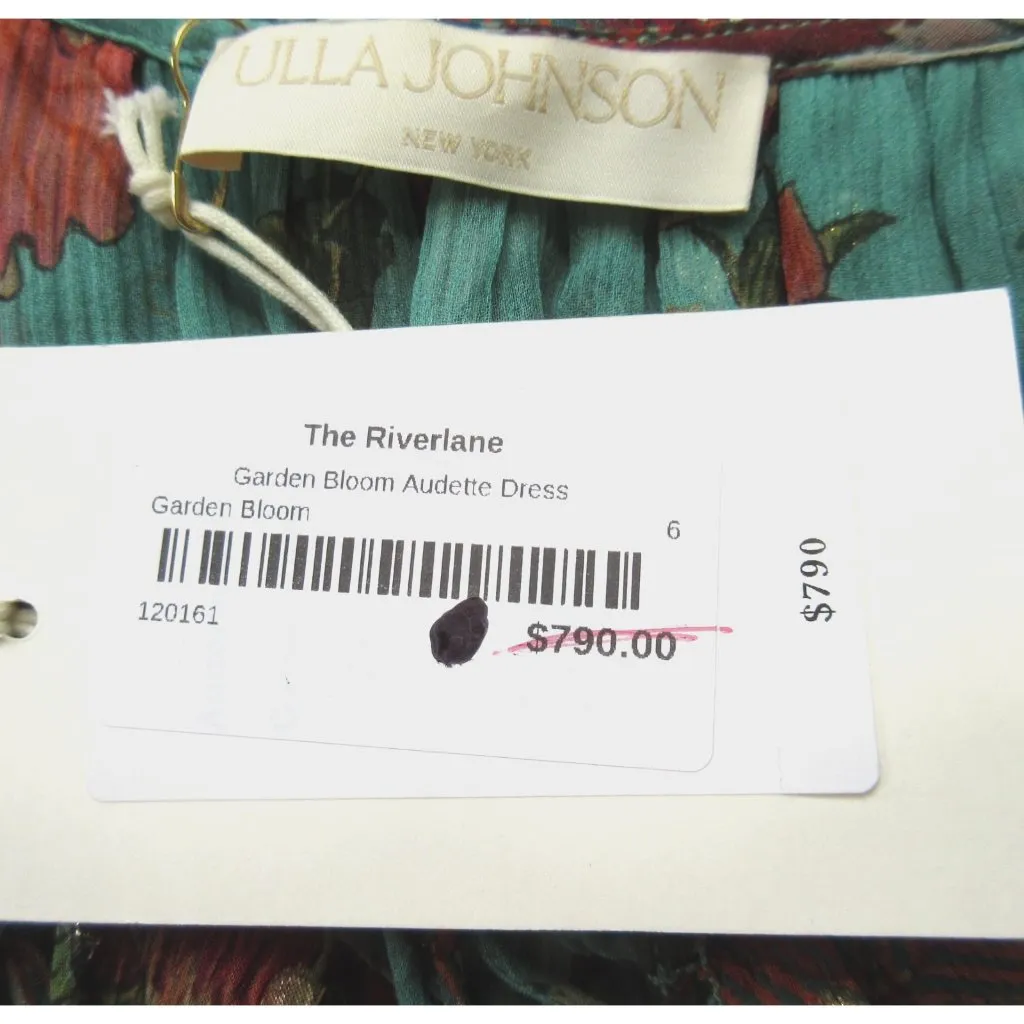 ULLA JOHNSON
NEW YORK
The Riverlane
Garden Bloom Audette Dress
Garden Bloom
6
120161
$790.00
$790